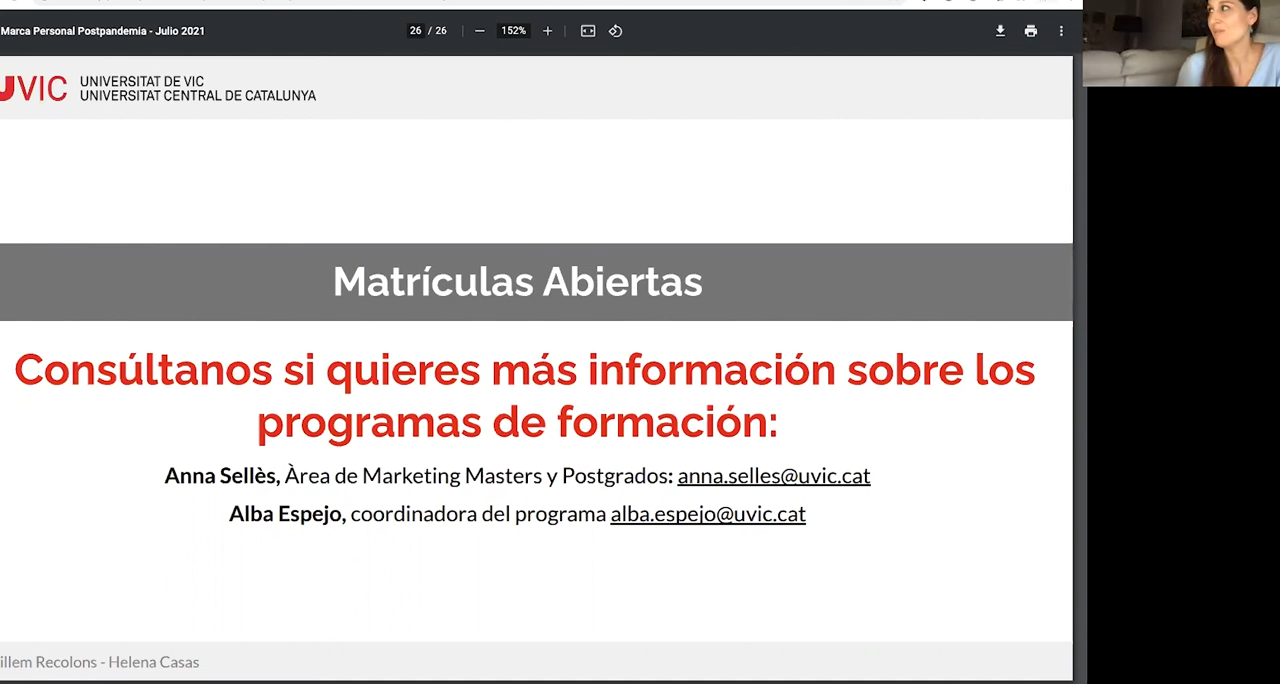 Marca Personal Postpandemia - Julio 2021
26 / 26
152%
UVIC
UNIVERSITAT DE VIC
UNIVERSITAT CENTRAL DE CATALUNYA
Matrículas Abiertas
Consúltanos si quieres más información sobre los
programas de formación:
Anna Sellès, Àrea de Marketing Masters y Postgrados: anna.selles@uvic.cat
Alba Espejo, coordinadora del programa alba.espejo@uvic.cat
illem Recolons - Helena Casas